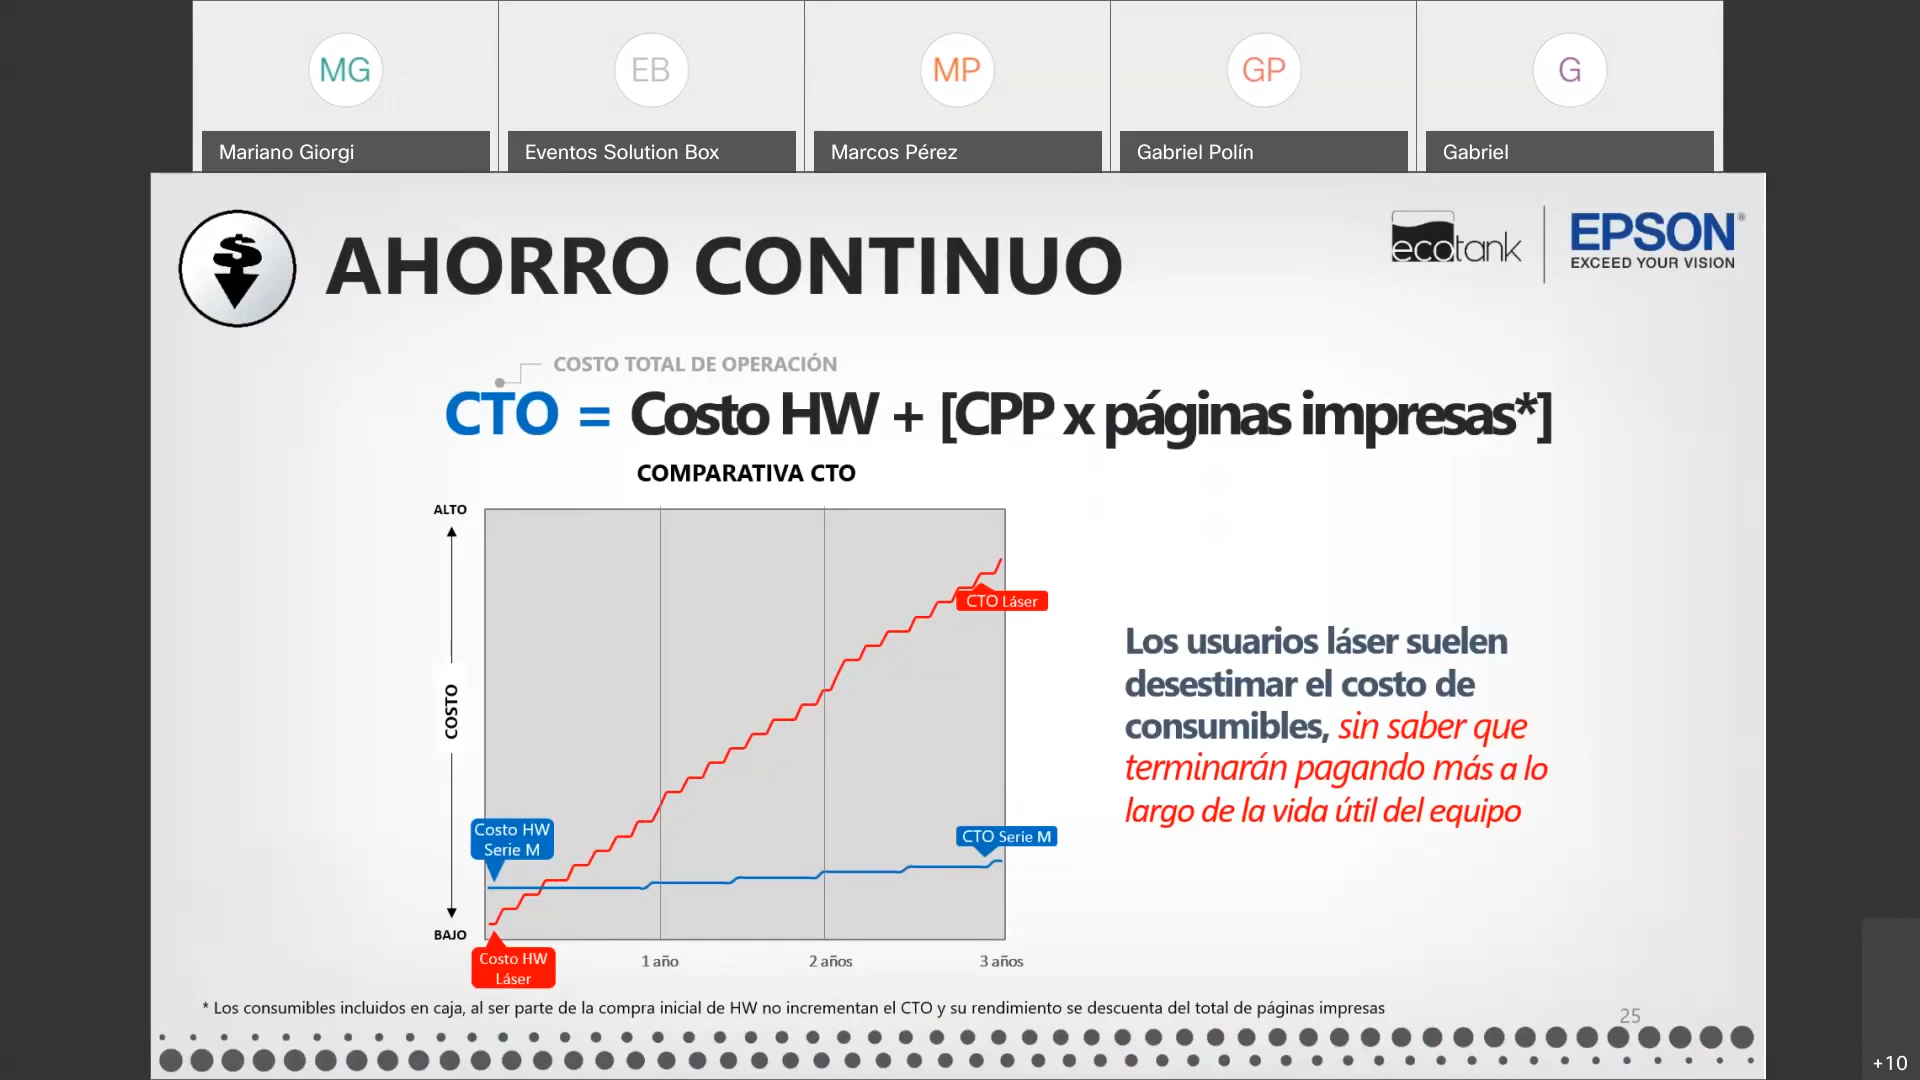 MG
EB
MP
GP
G
Mariano Giorgi
Eventos Solution Box
Marcos Pérez
Gabriel Polín
Gabriel
$
AHORRO CONTINUO
ecotank
EPSON®
EXCEED YOUR VISION
COSTO TOTAL DE OPERACIÓN
CTO = Costo HW + [CPP x páginas impresas*]
COMPARATIVA CTO
ALTO
COSTO
BAJO
CTO Láser
Costo HW
Serie M
CTO Serie M
Costo HW
Láser
1 año
2 años
3 años
Los usuarios láser suelen
desestimar el costo de
consumibles, sin saber que
terminarán pagando más a lo
largo de la vida útil del equipo
* Los consumibles incluidos en caja, al ser parte de la compra inicial de HW no incrementan el CTO y su rendimiento se descuenta del total de páginas impresas
25
+10